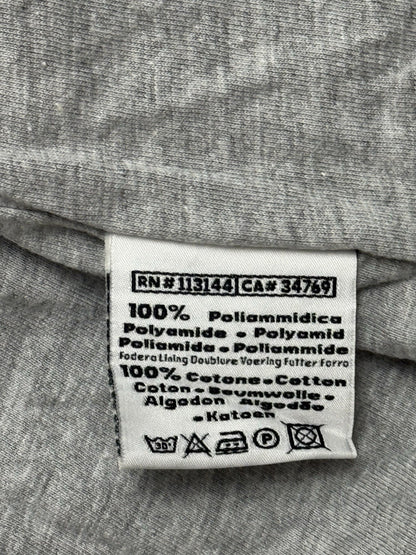 RN# 113144 CA# 34769
100% Poliammidica
Polyamide • Polyamid
Poliamida • Poliammide
Fodera Lining Doublure Voering Futter Forro
100% Cotone • Cotton
Coton • Baumwolle •
Algodon Algodão
• Katoen
30° P